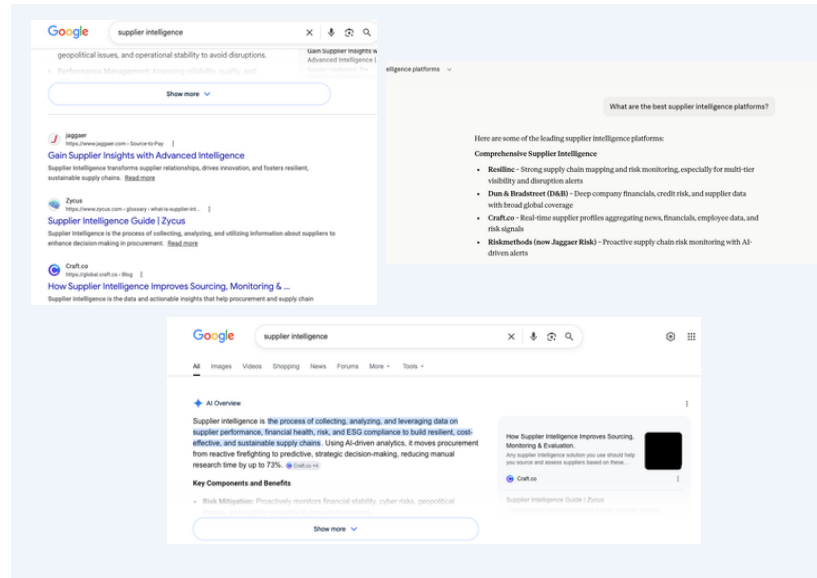 Google
supplier intelligence
geopolitical issues, and operational stability to avoid disruptions.
Performance Management: Assessing reliability, quality, and
Gain Supplier Insights w
Advanced Intelligence |
Show more
jaggaer
https://www.jaggaer.com › Source-to-Pay
Gain Supplier Insights with Advanced Intelligence
Supplier Intelligence transforms supplier relationships, drives innovation, and fosters resilient,
sustainable supply chains. Read more
Zycus
https://www.zycus.com › glossary › what-is-supplier-int...
Supplier Intelligence Guide | Zycus
Supplier Intelligence is the process of collecting, analyzing, and utilizing information about suppliers to
enhance decision-making in procurement. Read more
Craft.co
https://global.craft.co › Blog
How Supplier Intelligence Improves Sourcing, Monitoring & ...
Supplier intelligence is the data and actionable insights that help procurement and supply chain
elligence platforms
What are the best supplier intelligence platforms?
Here are some of the leading supplier intelligence platforms:
Comprehensive Supplier Intelligence
• Resilinc – Strong supply chain mapping and risk monitoring, especially for multi-tier
visibility and disruption alerts
• Dun & Bradstreet (D&B) – Deep company financials, credit risk, and supplier data
with broad global coverage
• Craft.co – Real-time supplier profiles aggregating news, financials, employee data, and
risk signals
• Riskmethods (now Jaggaer Risk) – Proactive supply chain risk monitoring with AI-
driven alerts
Google
supplier intelligence
All Images Videos Shopping News Forums More Tools
AI Overview
Supplier intelligence is the process of collecting, analyzing, and leveraging data on
supplier performance, financial health, risk, and ESG compliance to build resilient, cost-
effective, and sustainable supply chains. Using AI-driven analytics, it moves procurement
from reactive firefighting to predictive, strategic decision-making, reducing manual
research time by up to 73%. Craft.co +4
Key Components and Benefits
• Risk Mitigation: Proactively monitors financial stability, cyber risks, geopolitical
How Supplier Intelligence Improves Sourcing,
Monitoring & Evaluation.
Any supplier intelligence solution you use should help
you source and assess suppliers based on these...
Craft.co
Supplier Intelligence Guide | Zycus
Show more